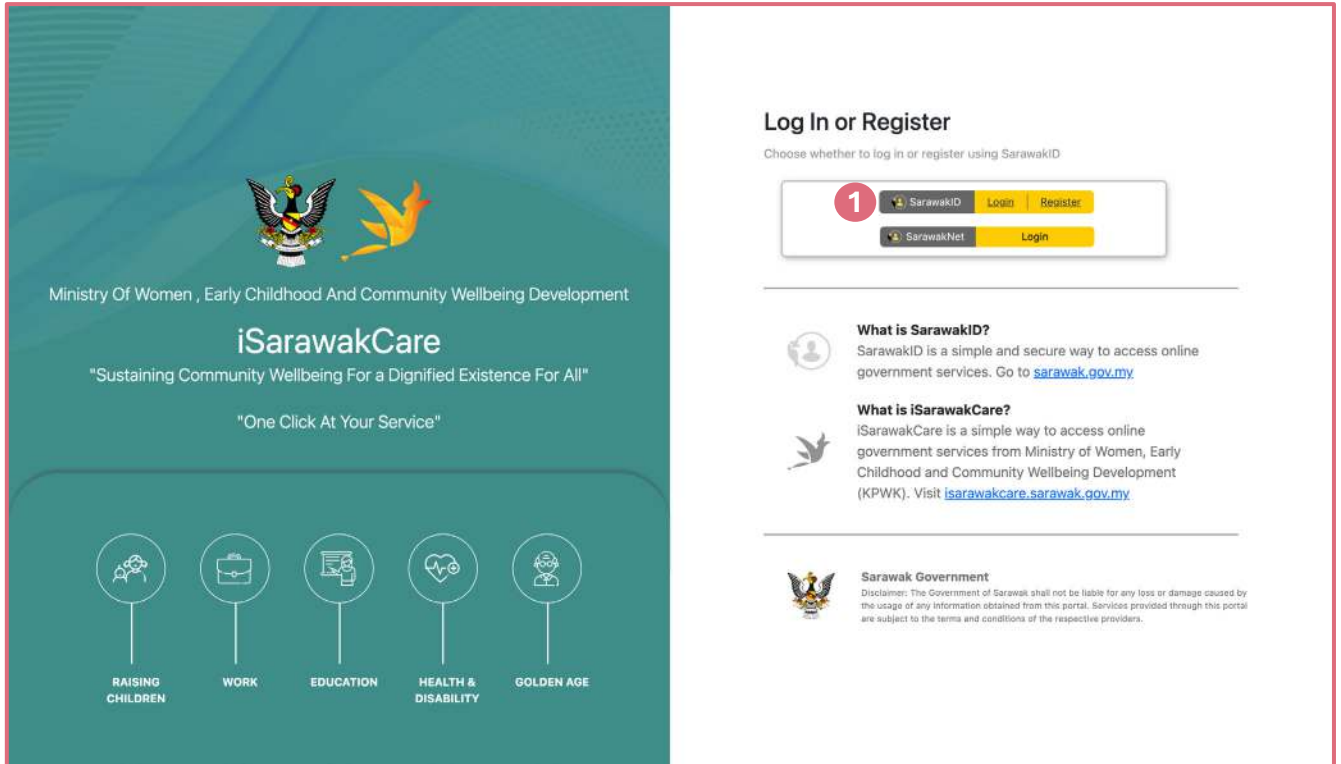 Ministry Of Women , Early Childhood And Community Wellbeing Development
iSarawakCare
"Sustaining Community Wellbeing For a Dignified Existence For All"
"One Click At Your Service"
RAISING
CHILDREN
WORK
EDUCATION
HEALTH &
DISABILITY
GOLDEN AGE
Log In or Register
Choose whether to log in or register using SarawakID
1
SarawakID Login Register
SarawakNet Login
What is SarawakID?
SarawakID is a simple and secure way to access online
government services. Go to sarawak.gov.my
What is iSarawakCare?
iSarawakCare is a simple way to access online
government services from Ministry of Women, Early
Childhood and Community Wellbeing Development
(KPWK). Visit isarawakcare.sarawak.gov.my
Sarawak Government
Disclaimer: The Government of Sarawak shall not be liable for any loss or damage caused by
the usage of any information obtained from this portal. Services provided through this portal
are subject to the terms and conditions of the respective providers.